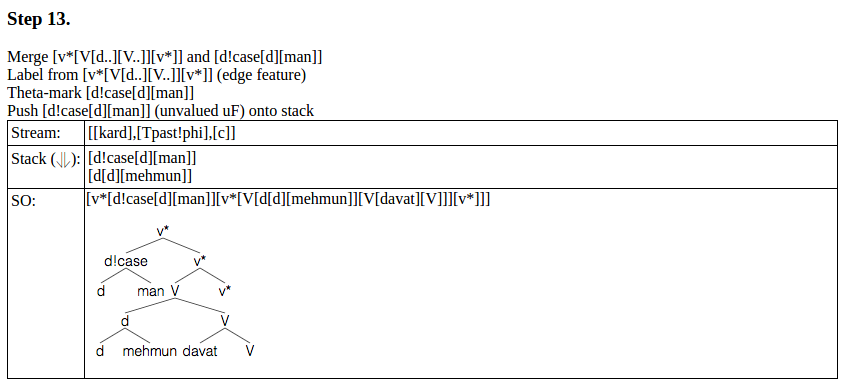 Step 13.
Merge [v*[V[d..][V..]][v*]] and [d!case[d][man]]
Label from [v*[V[d..][V..]][v*]] (edge feature)
Theta-mark [d!case[d][man]]
Push [d!case[d][man]] (unvalued uF) onto stack
Stream: [[kard],[Tpast!phi],[c]]
Stack (⥮): [d!case[d][man]]
[d[d][mehmun]]
SO: [v*[d!case[d][man]][v*[V[d[d][mehmun]][V[davat][V]]][v*]]]
v*
d!case v*
d man V v*
d V
d mehmun davat V